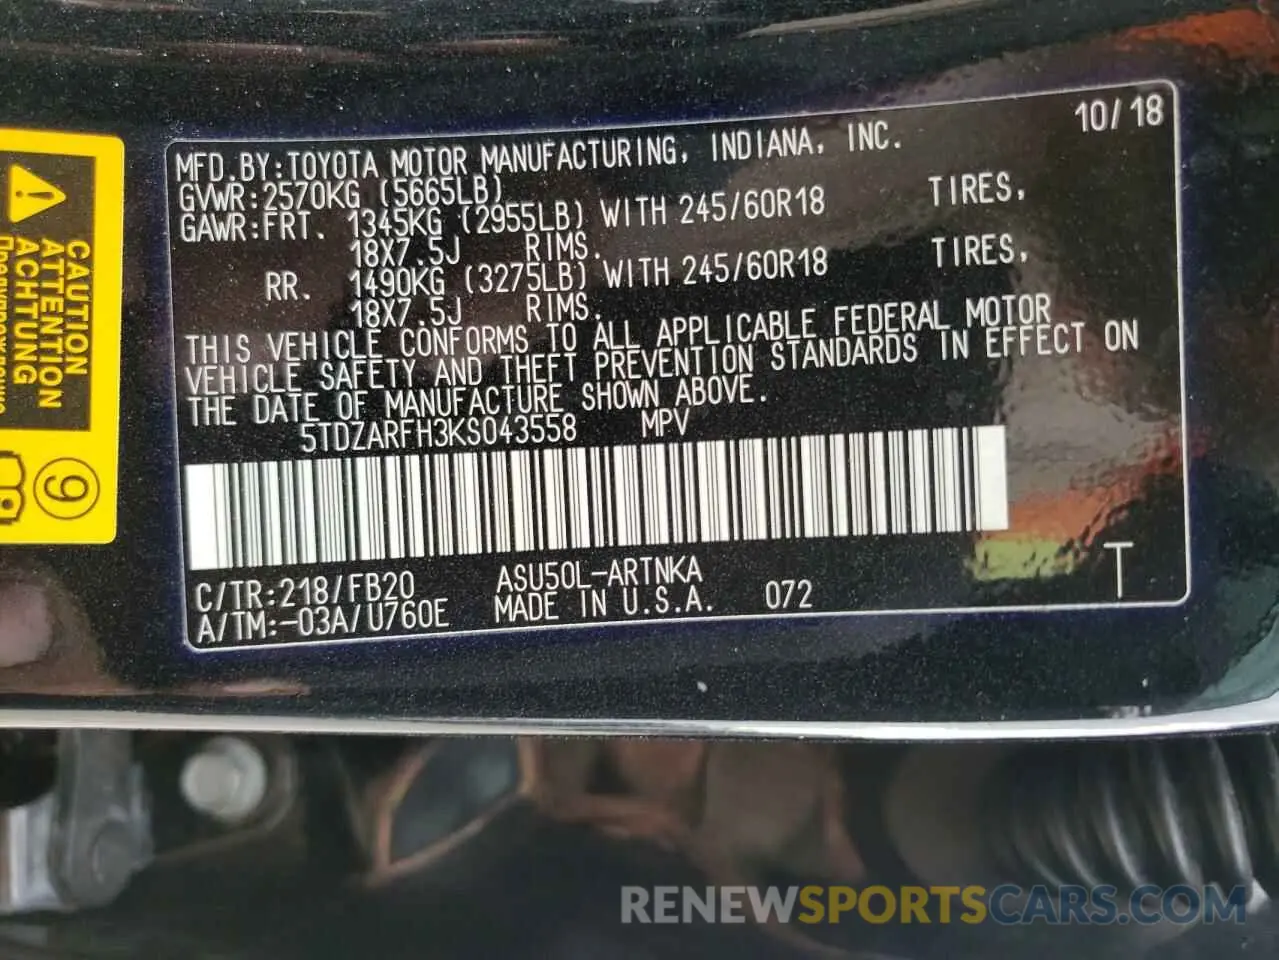 10/18
MFD.BY:TOYOTA MOTOR MANUFACTURING, INDIANA, INC.
GVWR:2570KG (5665LB)
GAWR:FRT. 1345KG (2955LB) WITH 245/60R18 TIRES,
18X7.5J RIMS.
RR. 1490KG (3275LB) WITH 245/60R18 TIRES,
18X7.5J RIMS.
THIS VEHICLE CONFORMS TO ALL APPLICABLE FEDERAL MOTOR
VEHICLE SAFETY AND THEFT PREVENTION STANDARDS IN EFFECT ON
THE DATE OF MANUFACTURE SHOWN ABOVE.
5TDZARFH3KS043558 MPV
C/TR:218/FB20 ASU50L-ARTNKA
A/TM:-03A/U760E MADE IN U.S.A. 072 T
CAUTION
ATTENTION
ACHTUNG
9
RENEWSPORTSCARS.COM